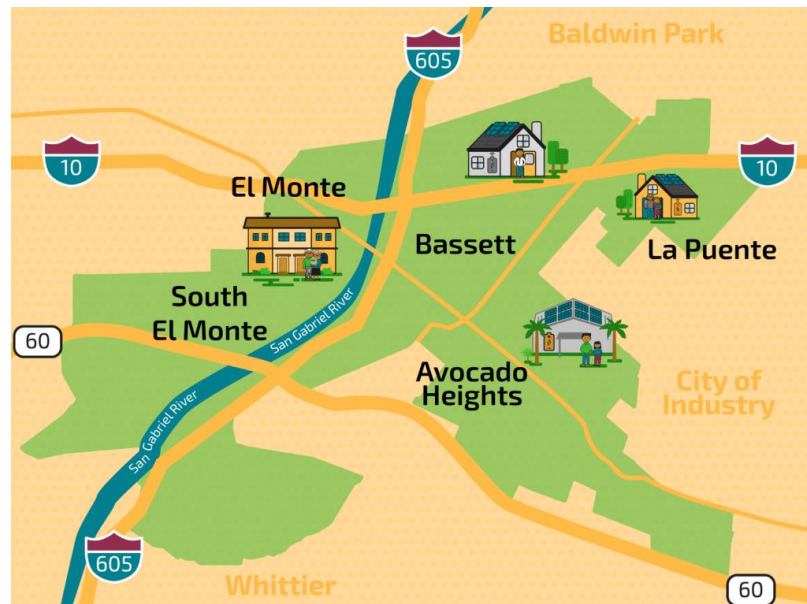 Baldwin Park
605
10
10
El Monte
La Puente
Bassett
South
El Monte
San Gabriel River
60
Avocado
Heights
City of
Industry
San Gabriel River
605
Whittier
60